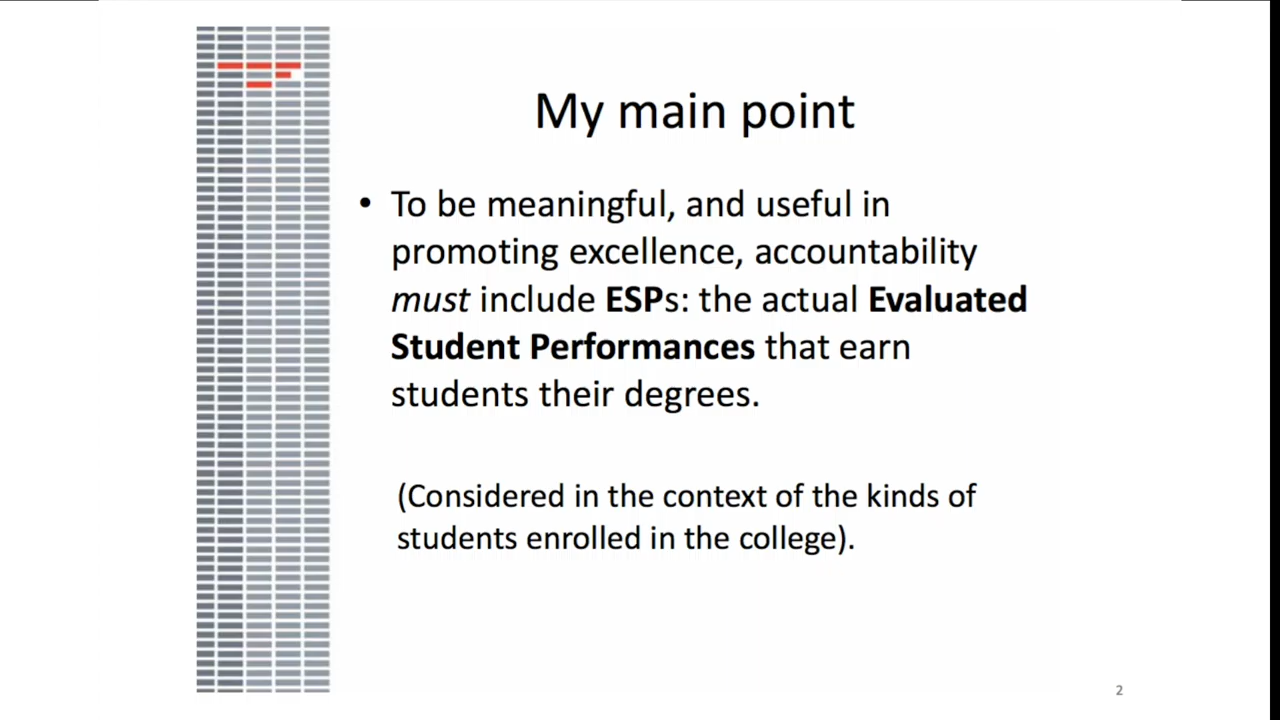 My main point
• To be meaningful, and useful in
promoting excellence, accountability
must include ESPs: the actual Evaluated
Student Performances that earn
students their degrees.
(Considered in the context of the kinds of
students enrolled in the college).
2